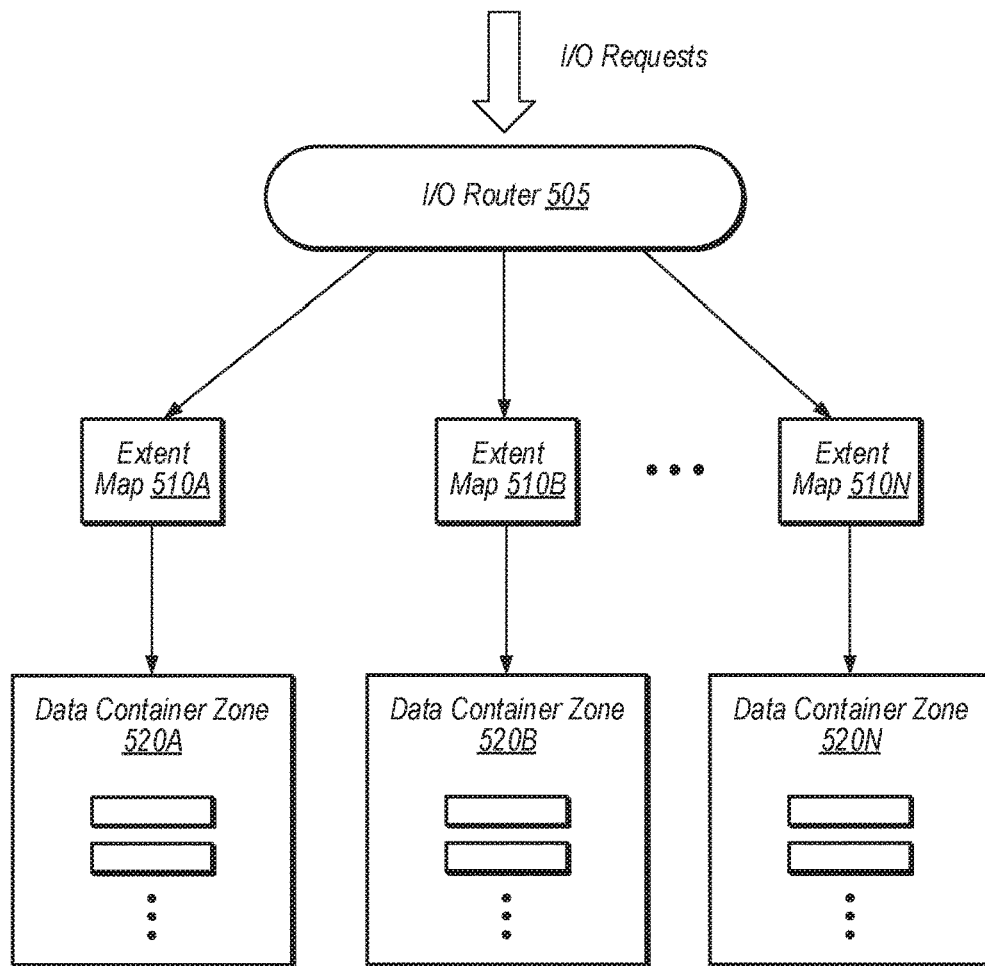 I/O Requests
I/O Router 505
Extent
Map 510A
Extent
Map 510B
Extent
Map 510N
Data Container Zone
520A
Data Container Zone
520B
Data Container Zone
520N